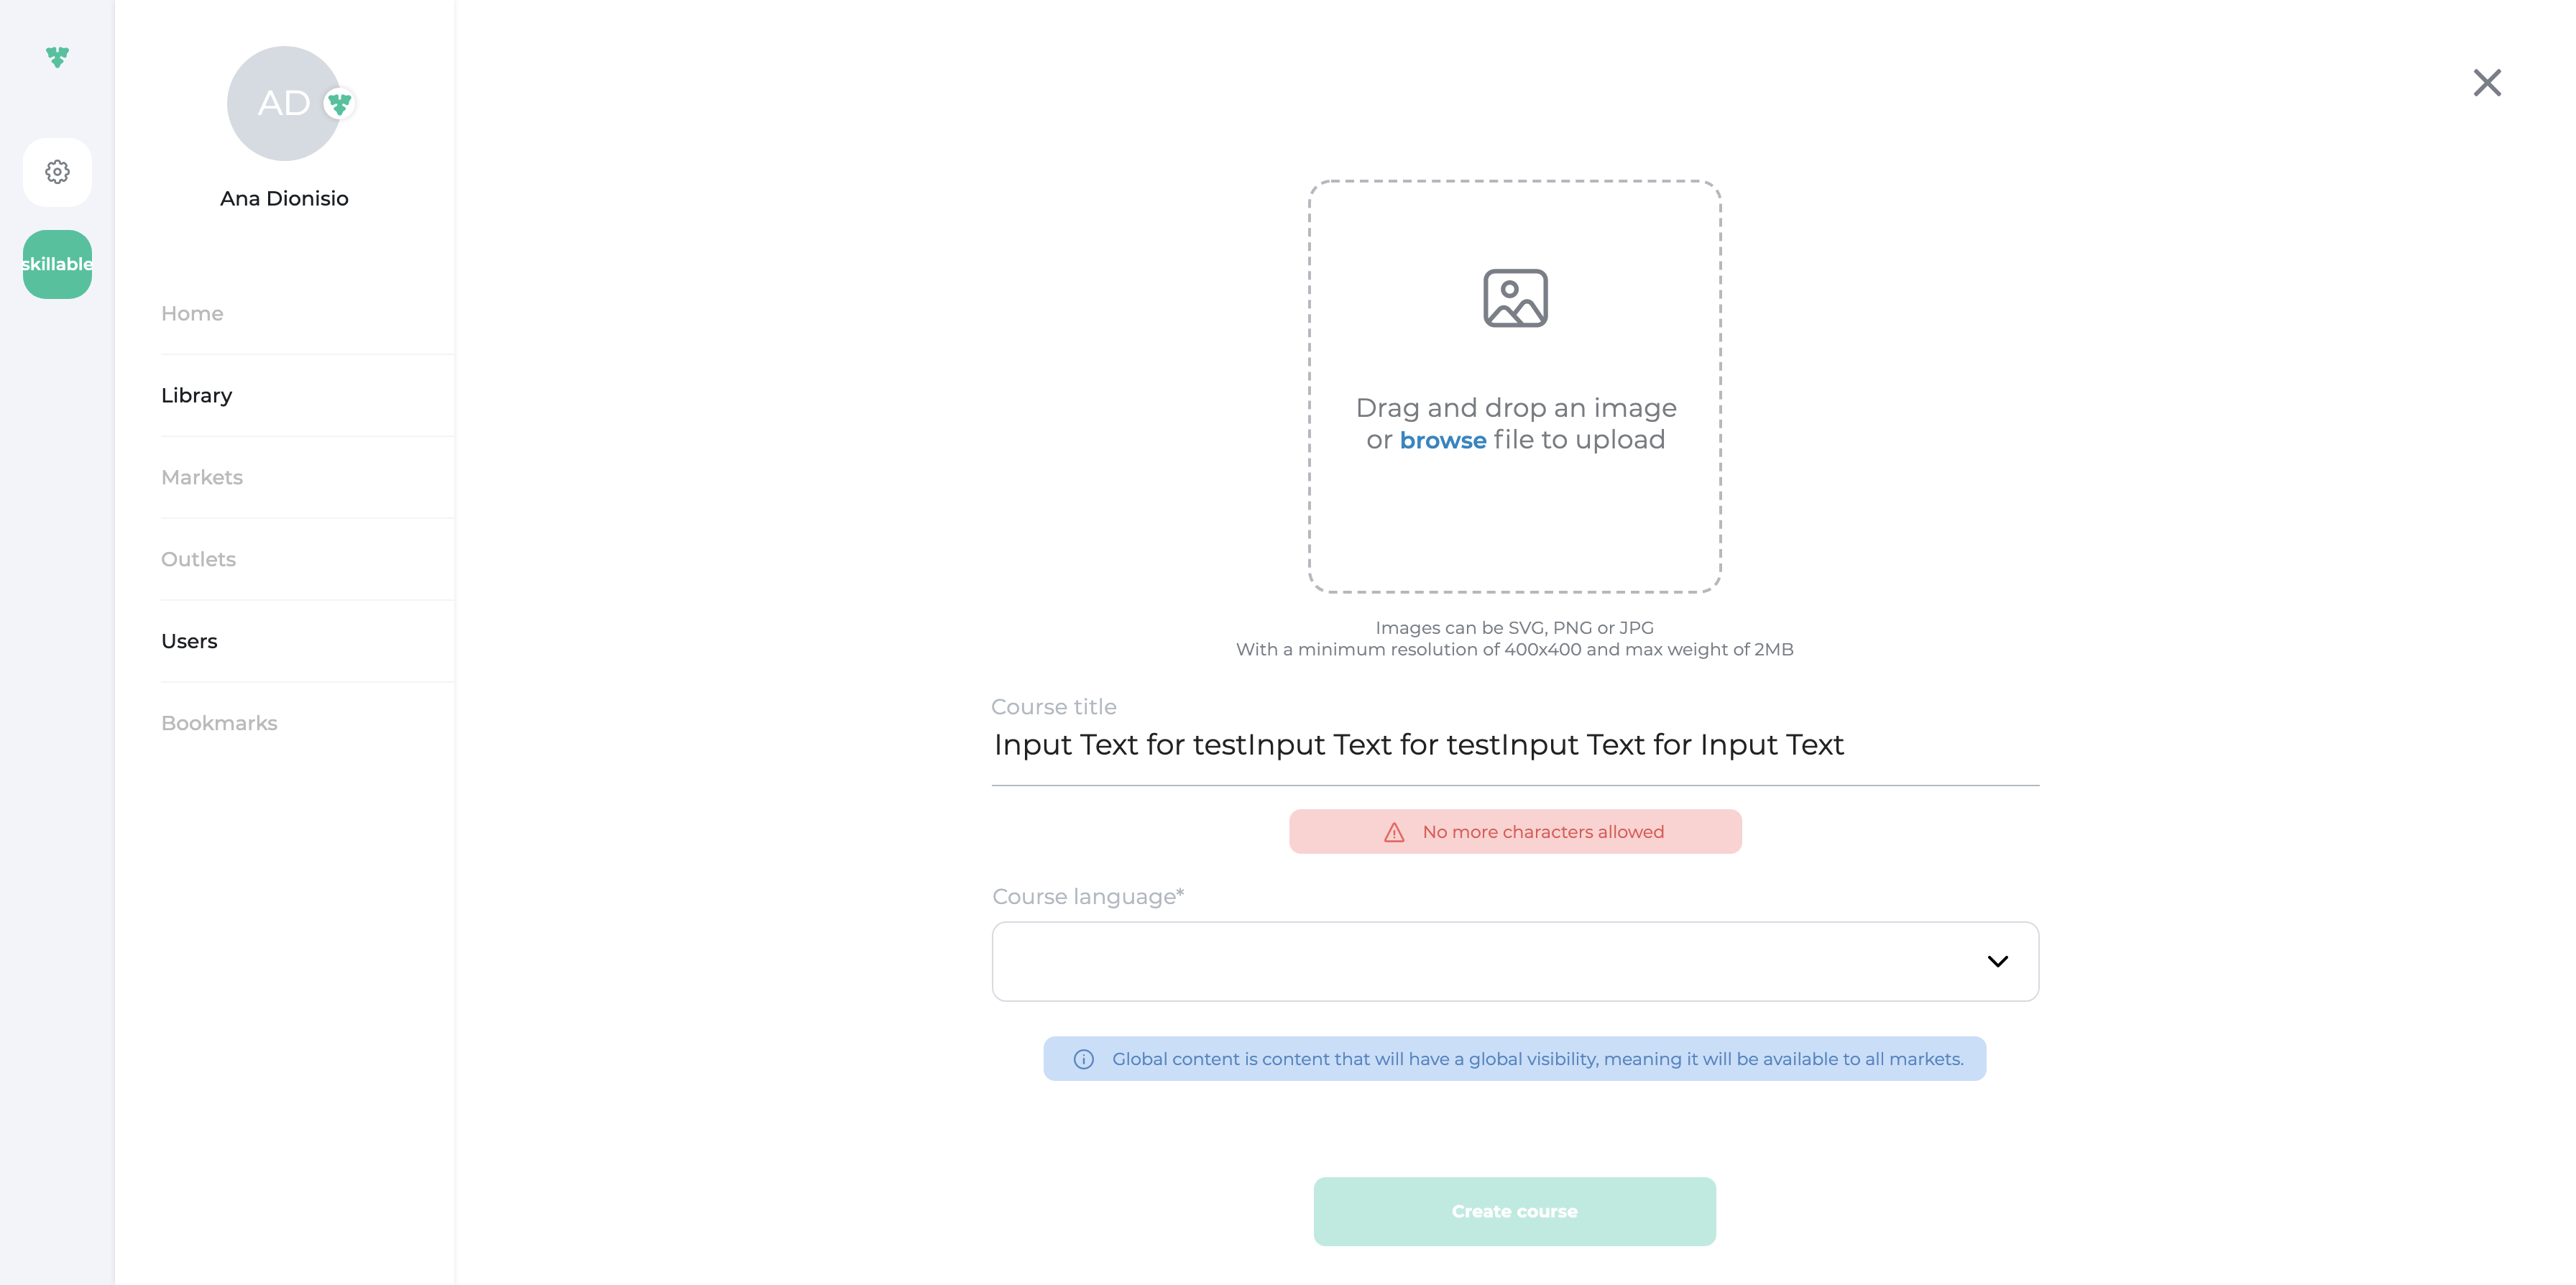 AD
Ana Dionisio
skillable
Home
Library
Markets
Outlets
Users
Bookmarks
Drag and drop an image
or browse file to upload
Images can be SVG, PNG or JPG
With a minimum resolution of 400x400 and max weight of 2MB
Course title
Input Text for testInput Text for testInput Text for Input Text
No more characters allowed
Course language*
Global content is content that will have a global visibility, meaning it will be available to all markets.
Create course